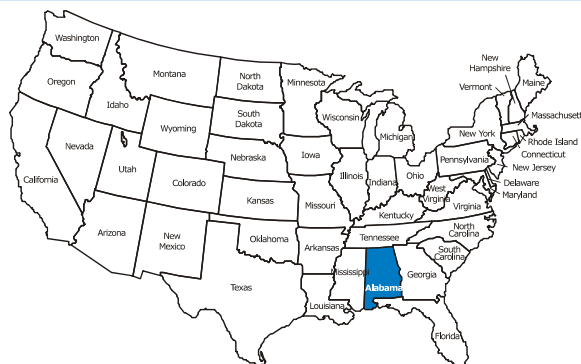 Washington
Oregon
California
Nevada
Idaho
Montana
Wyoming
Utah
Arizona
Colorado
New
Mexico
North
Dakota
South
Dakota
Nebraska
Kansas
Oklahoma
Texas
Minnesota
Iowa
Missouri
Arkansas
Louisiana
Wisconsin
Illinois
Michigan
Indiana
Ohio
Kentucky
Tennessee
Mississippi
Alabama
Georgia
Florida
South
Carolina
North
Carolina
Virginia
West
Virginia
Pennsylvania
New York
Vermont
New
Hampshire
Maine
Massachusett
Rhode Island
Connecticut
New Jersey
Delaware
Maryland